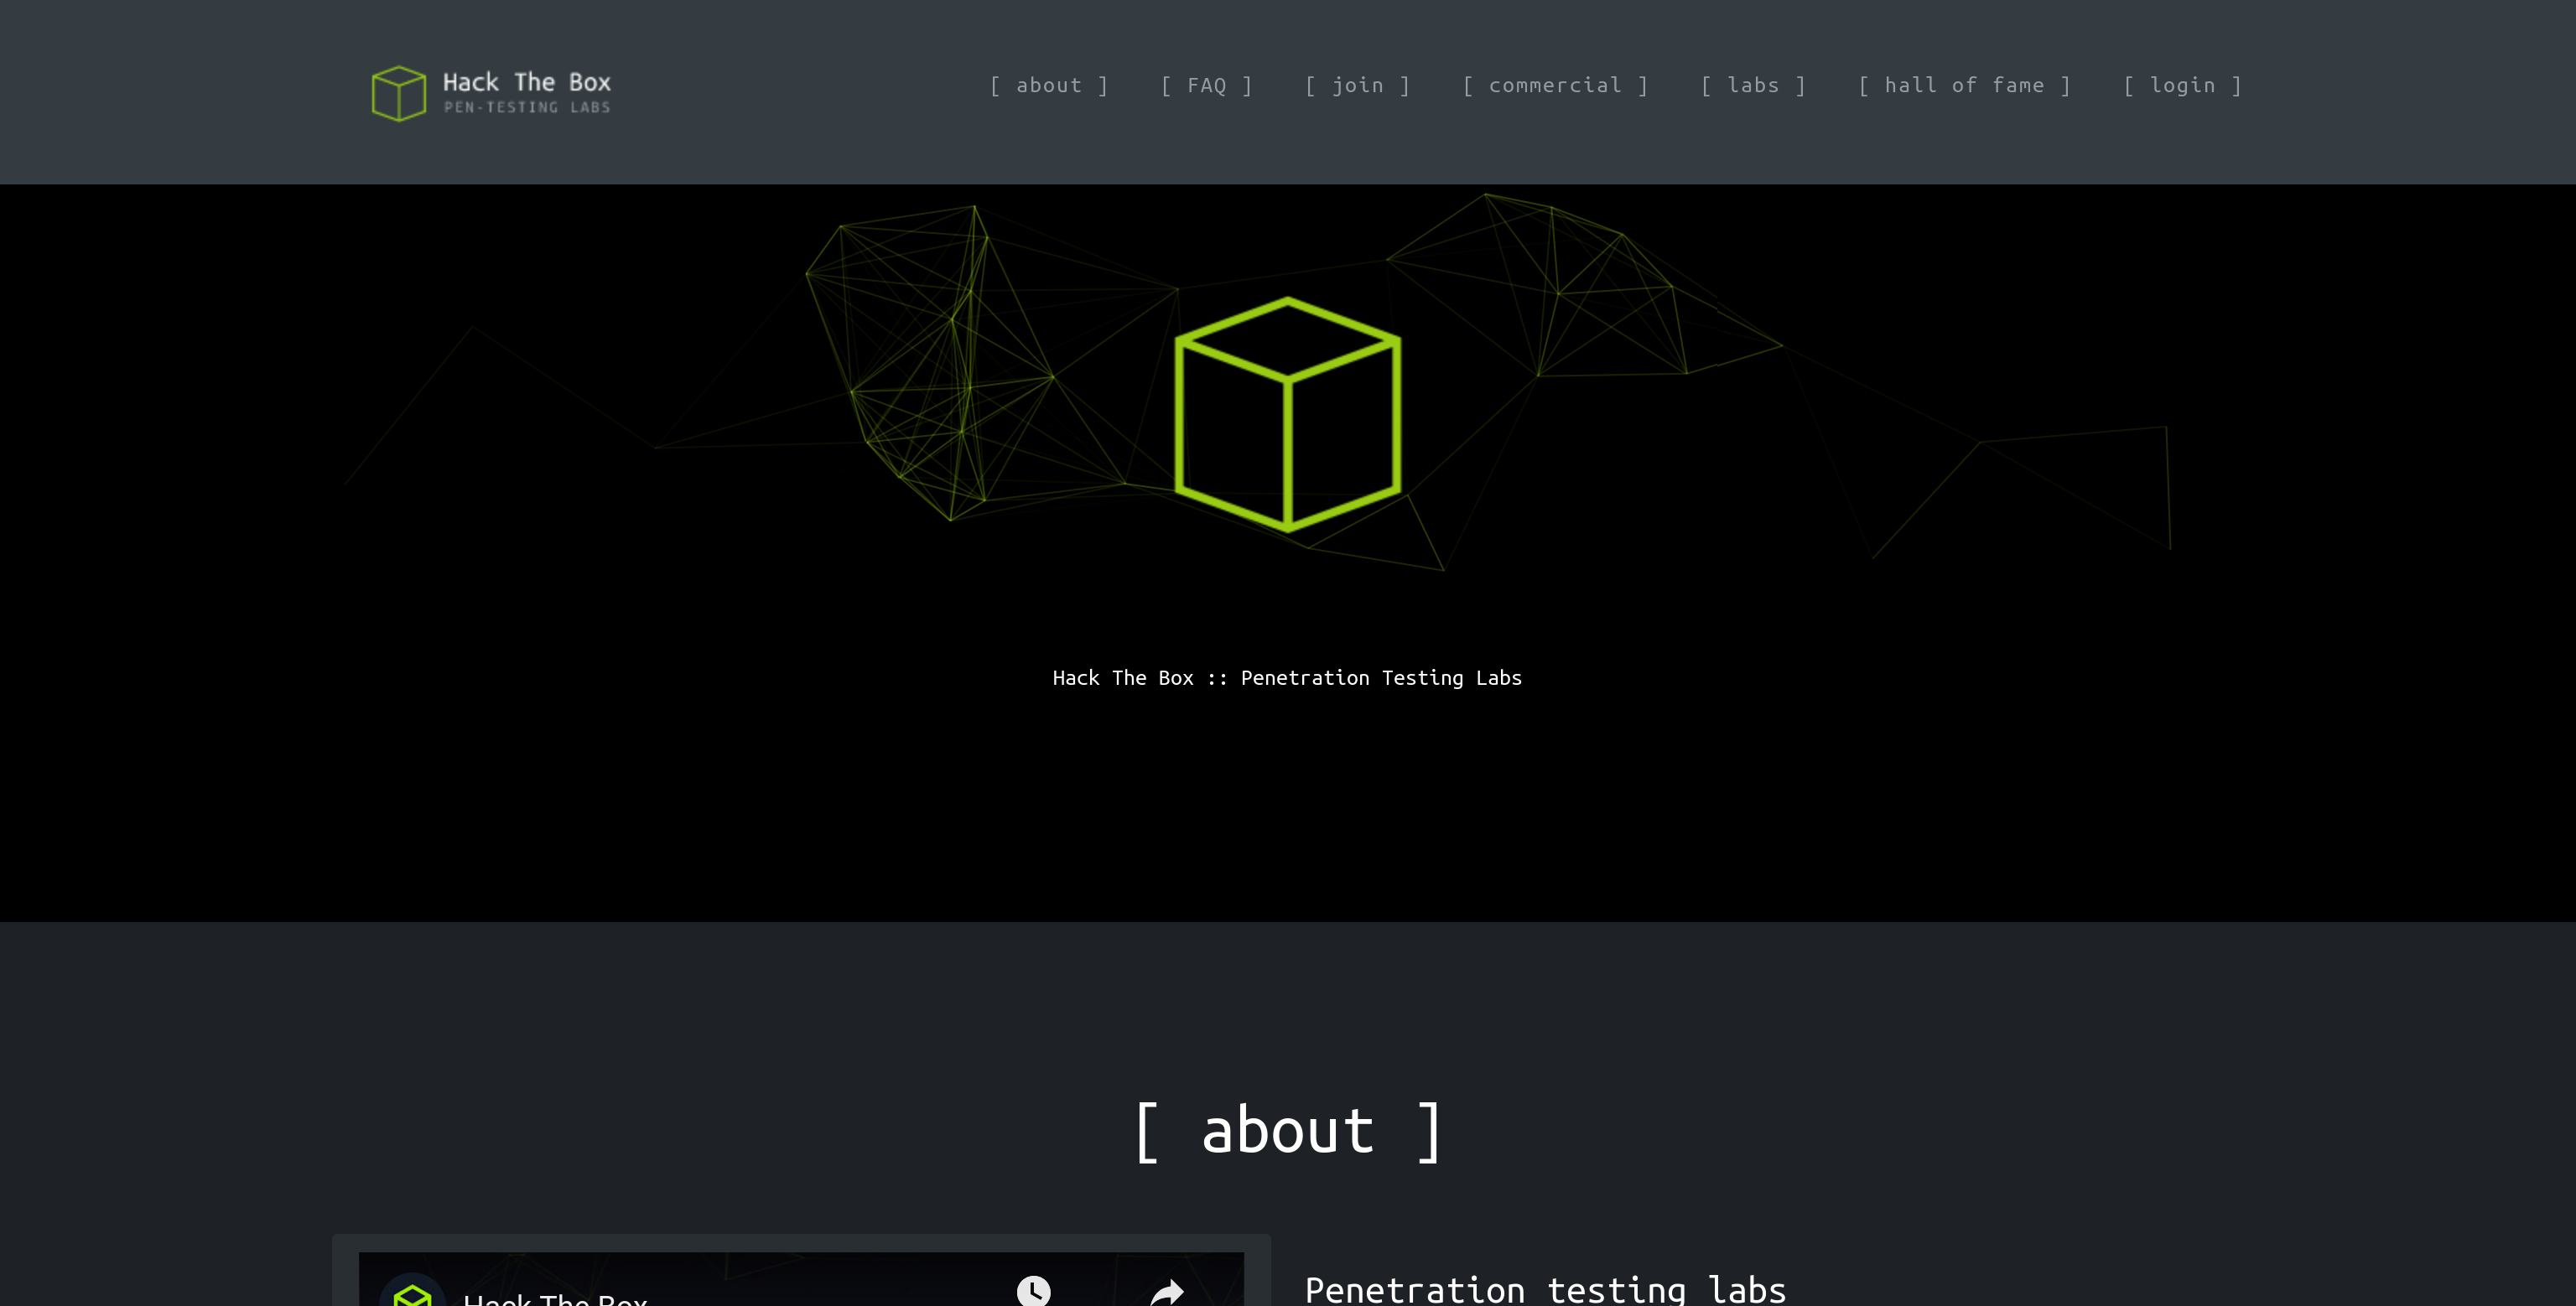 Hack The Box
PEN-TESTING LABS
[ about ] [ FAQ ] [ join ] [ commercial ] [ labs ] [ hall of fame ] [ login ]
Hack The Box :: Penetration Testing Labs
[ about ]
Hack The Box
Penetration testing labs